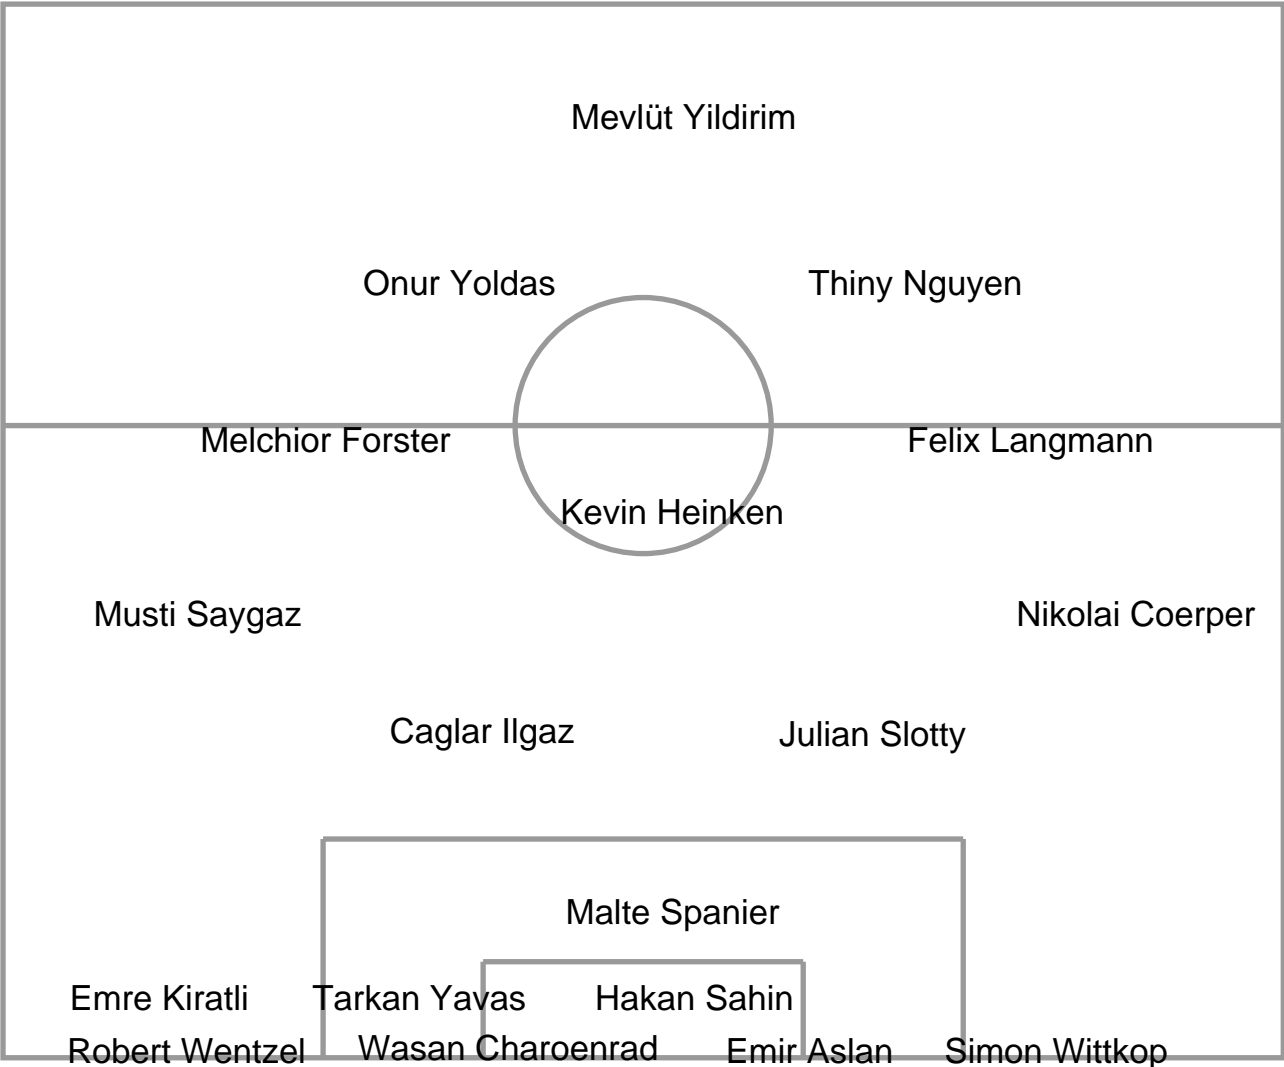 Mevlüt Yildirim
Onur Yoldas
Thiny Nguyen
Melchior Forster
Felix Langmann
Kevin Heinken
Musti Saygaz
Nikolai Coerper
Caglar Ilgaz
Julian Slotty
Malte Spanier
Emre Kiratli
Tarkan Yavas
Hakan Sahin
Robert Wentzel
Wasan Charoenrad
Emir Aslan
Simon Wittkop